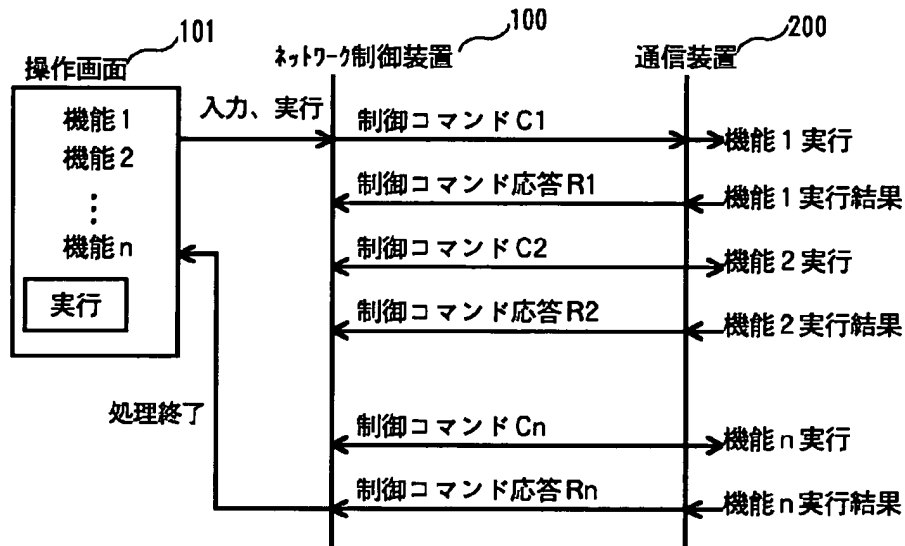 101
操作画面
機能1
機能2
⋮
機能n
実行
入力、実行
処理終了
ネットワーク制御装置
100
通信装置
200
制御コマンドC1
機能1実行
制御コマンド応答R1
機能1実行結果
制御コマンドC2
機能2実行
制御コマンド応答R2
機能2実行結果
制御コマンドCn
機能n実行
制御コマンド応答Rn
機能n実行結果